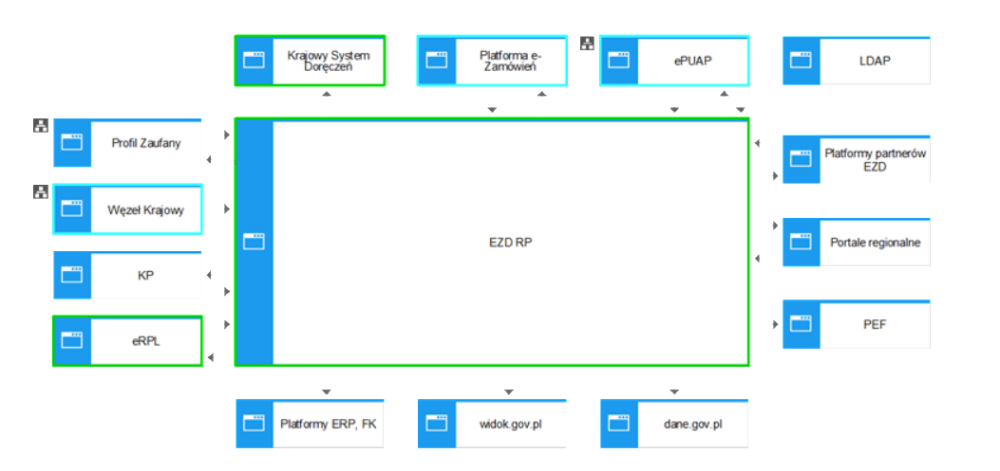 Krajowy System
Doręczeń
Platforma e-
Zamówień
ePUAP
LDAP
Profil Zaufany
Platformy partnerów
EZD
Węzeł Krajowy
EZD RP
Portale regionalne
KP
eRPL
PEF
Platformy ERP, FK
widok.gov.pl
dane.gov.pl